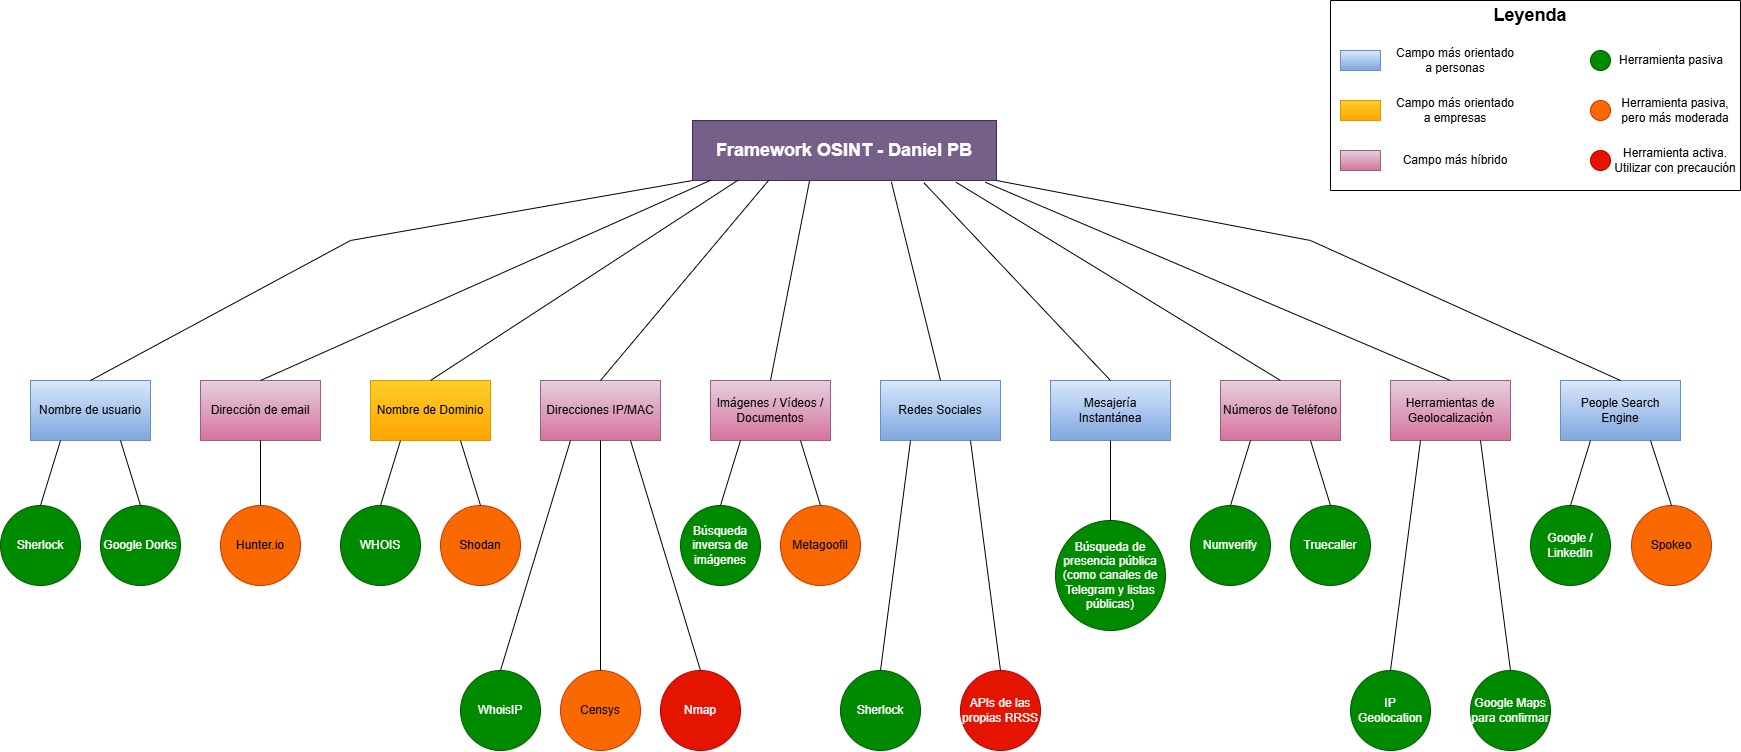 Leyenda
Campo más orientado
a personas
Herramienta pasiva
Campo más orientado
a empresas
Herramienta pasiva,
pero más moderada
Campo más híbrido
Herramienta activa.
Utilizar con precaución
Framework OSINT - Daniel PB
Nombre de usuario
Dirección de email
Nombre de Dominio
Direcciones IP/MAC
Imágenes / Vídeos /
Documentos
Redes Sociales
Mesajería
Instantánea
Números de Teléfono
Herramientas de
Geolocalización
People Search
Engine
Sherlock
Google Dorks
Hunter.io
WHOIS
Shodan
Búsqueda
inversa de
imágenes
Metagoofil
Búsqueda de
presencia pública
(como canales de
Telegram y listas
públicas)
Numverify
Truecaller
Google /
LinkedIn
Spokeo
WhoisIP
Censys
Nmap
Sherlock
APIs de las
propias RRSS
IP
Geolocation
Google Maps
para confirmar